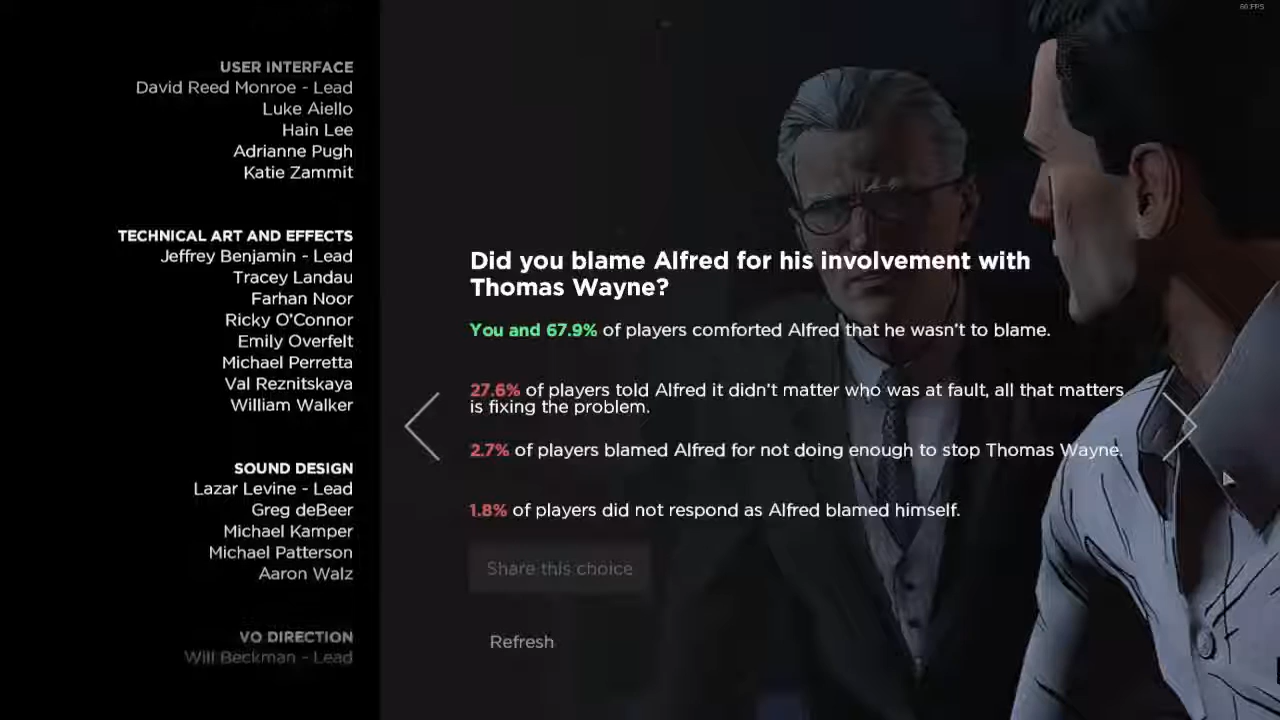 60 FPS
USER INTERFACE
David Reed Monroe - Lead
Luke Aiello
Hain Lee
Adrianne Pugh
Katie Zammit
TECHNICAL ART AND EFFECTS
Jeffrey Benjamin - Lead
Tracey Landau
Farhan Noor
Ricky O'Connor
Emily Overfelt
Michael Perretta
Val Reznitskaya
William Walker
SOUND DESIGN
Lazar Levine - Lead
Greg deBeer
Michael Kamper
Michael Patterson
Aaron Walz
VO DIRECTION
Will Beckman - Lead
Did you blame Alfred for his involvement with
Thomas Wayne?
You and 67.9% of players comforted Alfred that he wasn't to blame.
27.6% of players told Alfred it didn't matter who was at fault, all that matters
is fixing the problem.
2.7% of players blamed Alfred for not doing enough to stop Thomas Wayne.
1.8% of players did not respond as Alfred blamed himself.
Share this choice
Refresh